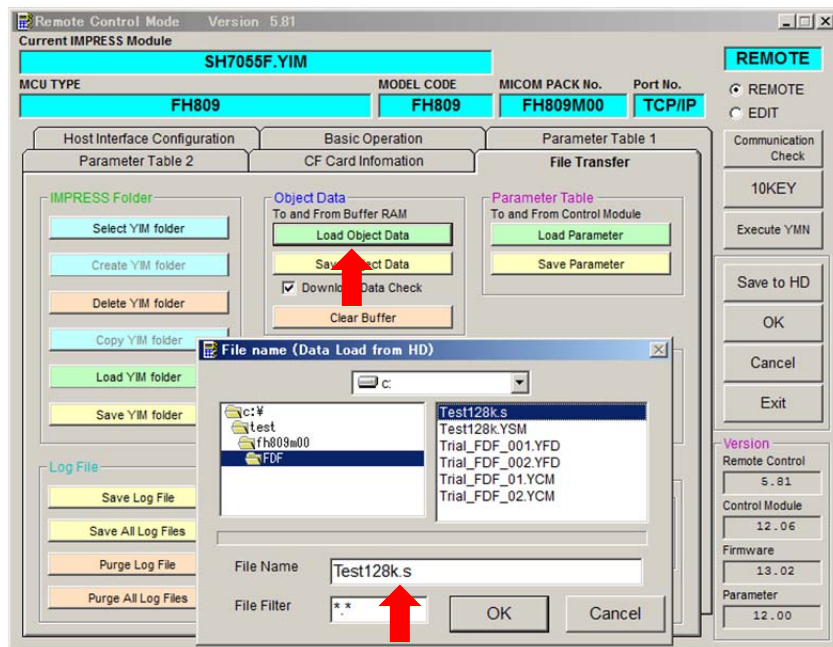 Remote Control Mode Version 5.81
Current IMPRESS Module
SH7055F.YIM
REMOTE
MCU TYPE
MODEL CODE
MICOM PACK No.
Port No.
FH809
FH809
FH809M00
TCP/IP
REMOTE
EDIT
Host Interface Configuration
Basic Operation
Parameter Table 1
Parameter Table 2
CF Card Infomation
File Transfer
Communication
Check
10KEY
Execute YMN
Save to HD
OK
Cancel
Exit
IMPRESS Folder
Select YIM folder
Create YIM folder
Delete YIM folder
Copy YIM folder
Load YIM folder
Save YIM folder
Object Data
To and From Buffer RAM
Load Object Data
Data
Data Check
Clear Buffer
Parameter Table
To and From Control Module
Load Parameter
Save Parameter
Log File
Save Log File
Save All Log Files
Purge Log File
Purge All Log Files
File name (Data Load from HD)
c:
c:¥
test
fh809m00
FDF
Test128k.s
Test128k.YSM
Trial_FDF_001.YFD
Trial_FDF_002.YFD
Trial_FDF_01.YCM
Trial_FDF_02.YCM
File Name
Test128k.s
File Filter
*.*
OK
Cancel
Version
Remote Control
5.81
Control Module
12.06
Firmware
13.02
Parameter
12.00